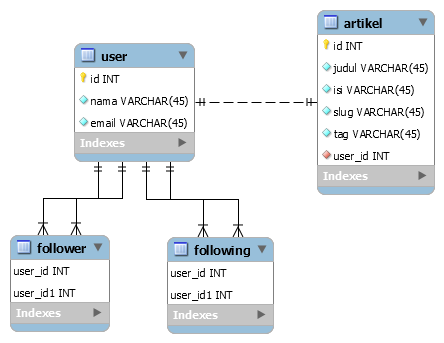 user
id INT
nama VARCHAR(45)
email VARCHAR(45)
Indexes
artikel
id INT
judul VARCHAR(45)
isi VARCHAR(45)
slug VARCHAR(45)
tag VARCHAR(45)
user_id INT
Indexes
follower
user_id INT
user_id1 INT
Indexes
following
user_id INT
user_id1 INT
Indexes